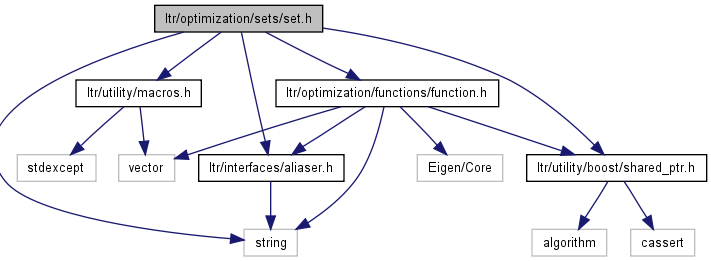 ltr/optimization/sets/set.h
ltr/utility/macros.h
ltr/optimization/functions/function.h
stdexcept
vector
ltr/interfaces/aliaser.h
Eigen/Core
ltr/utility/boost/shared_ptr.h
string
algorithm
cassert